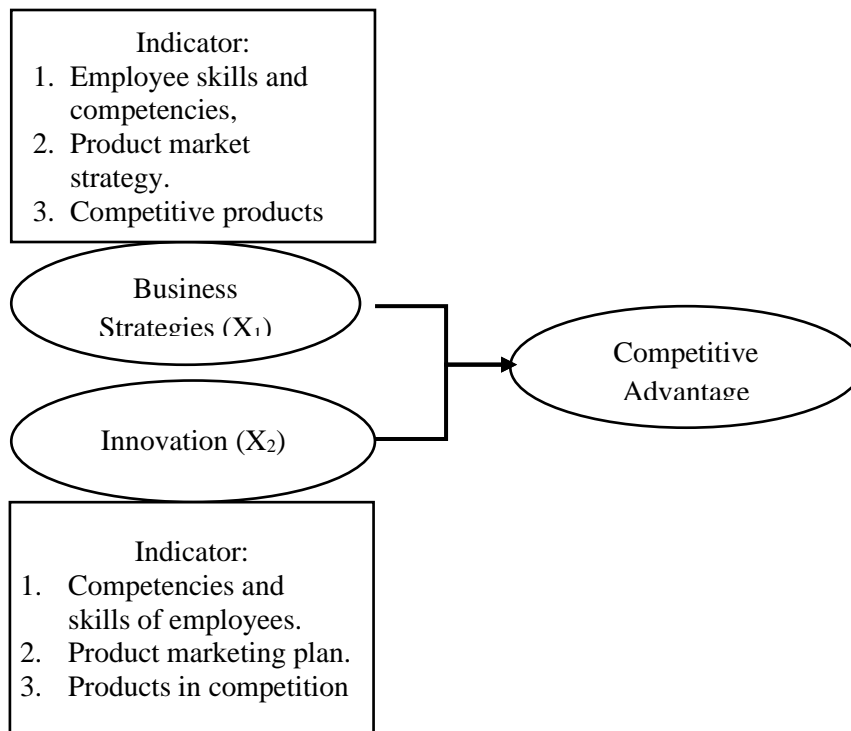 Indicator:
1. Employee skills and
competencies,
2. Product market
strategy.
3. Competitive products
Business
Strategies (X₁)
Competitive
Advantage
Innovation (X₂)
Indicator:
1. Competencies and
skills of employees.
2. Product marketing plan.
3. Products in competition